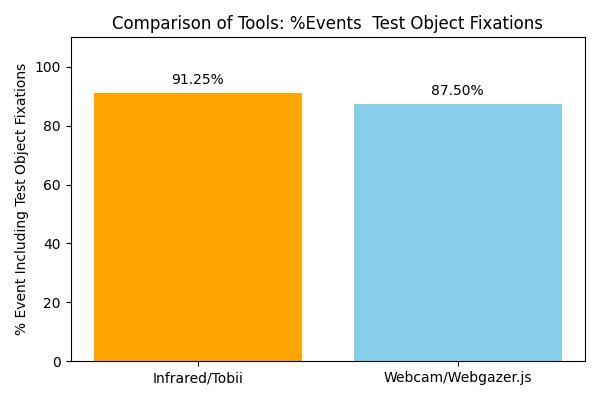 Comparison of Tools: %Events  Test Object Fixations
% Event Including Test Object Fixations
100
80
60
40
20
0
91.25%
87.50%
Infrared/Tobii
Webcam/Webgazer.js